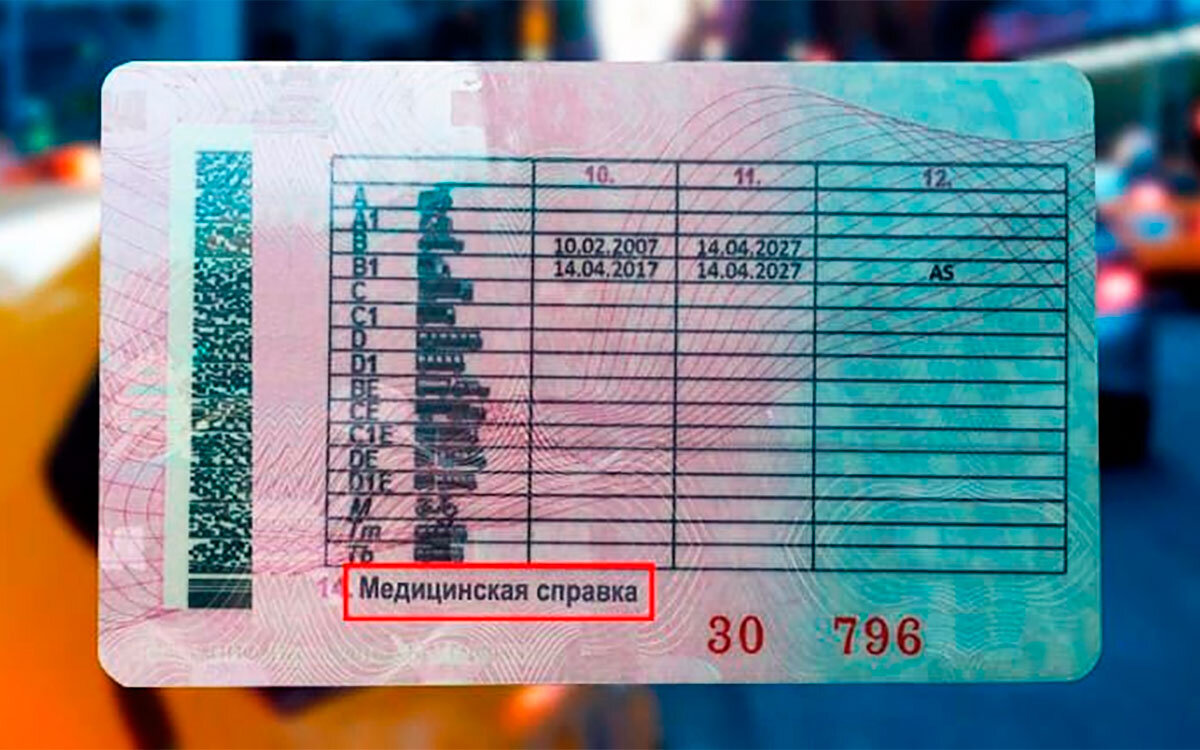 10. 11. 12.
A
A1
B 10.02.2007 14.04.2027
B1 14.04.2017 14.04.2027 AS
C
C1
D
D1
BE
CE
C1E
DE
D1E
M
Tm
Tb
14. Медицинская справка
30 796